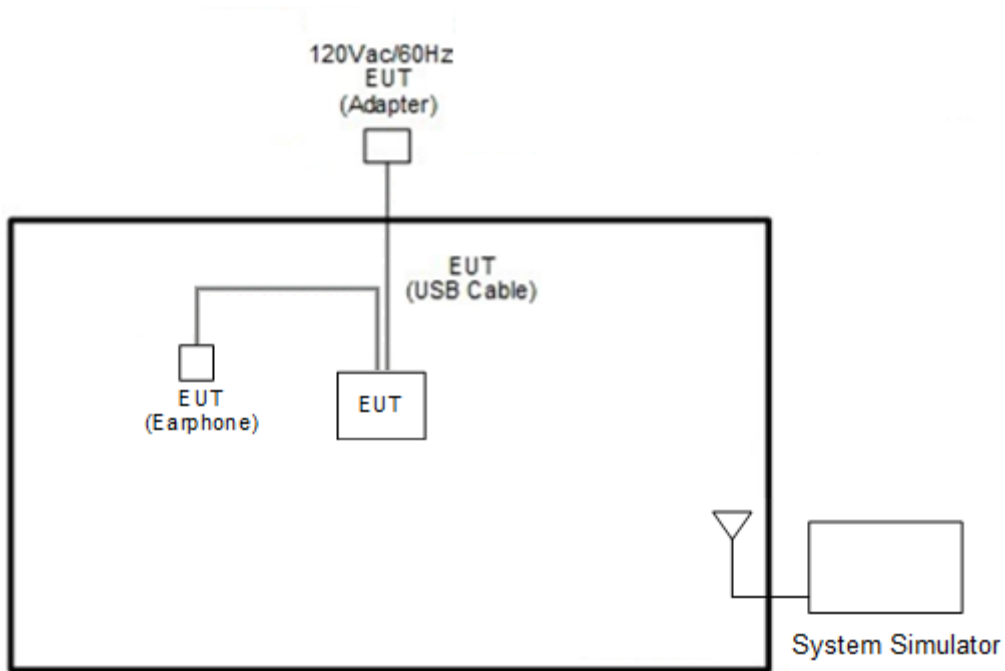 120Vac/60Hz
EUT
(Adapter)
EUT
(USB Cable)
EUT
(Earphone)
EUT
System Simulator